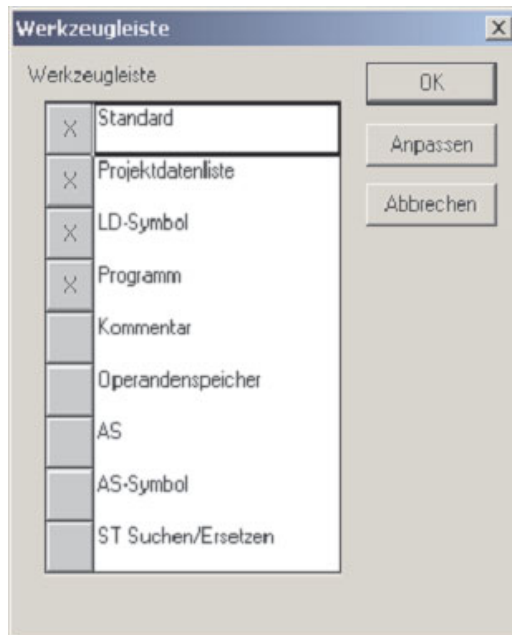 Werkzeugleiste
Werkzeugleiste
OK
Anpassen
Abbrechen
X Standard
X Projektdatenliste
X LD-Symbol
X Programm
Kommentar
Operandenspeicher
AS
AS-Symbol
ST Suchen/Ersetzen